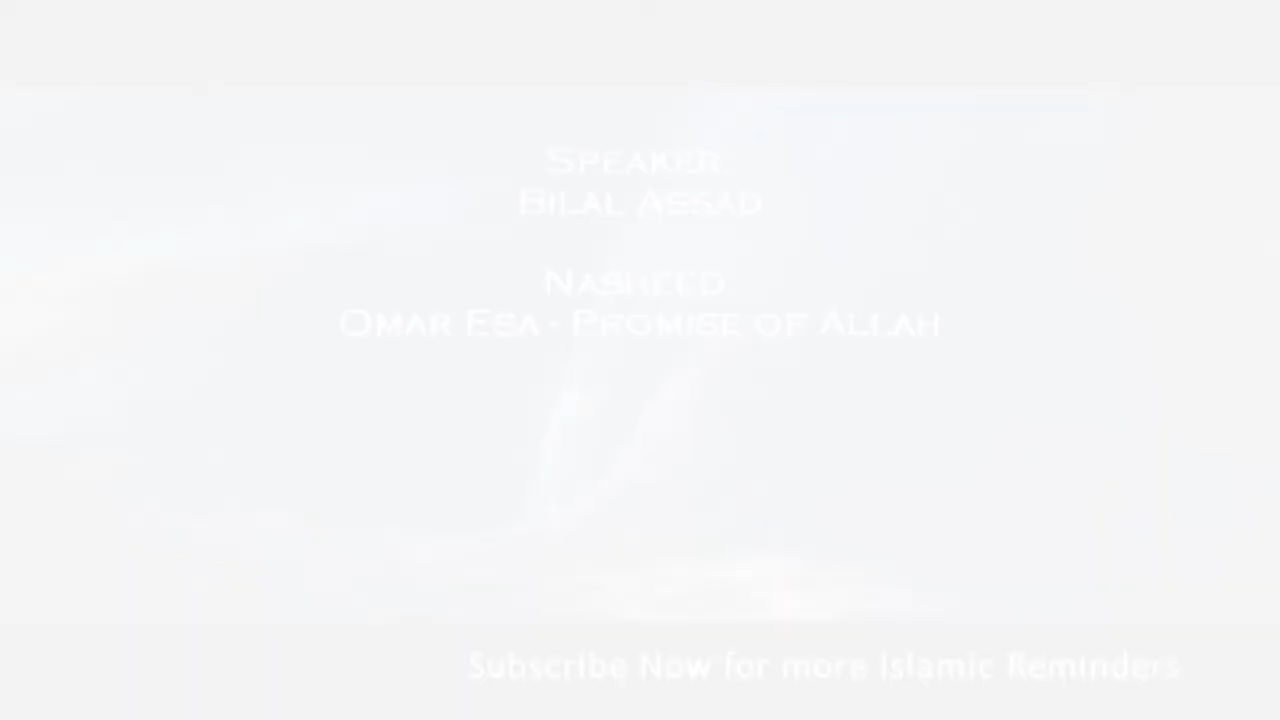 SPEAKER
BILAL ASSAD
NASHEED
OMAR ESA - PROMISE OF ALLAH
Subscribe Now for more Islamic Reminders